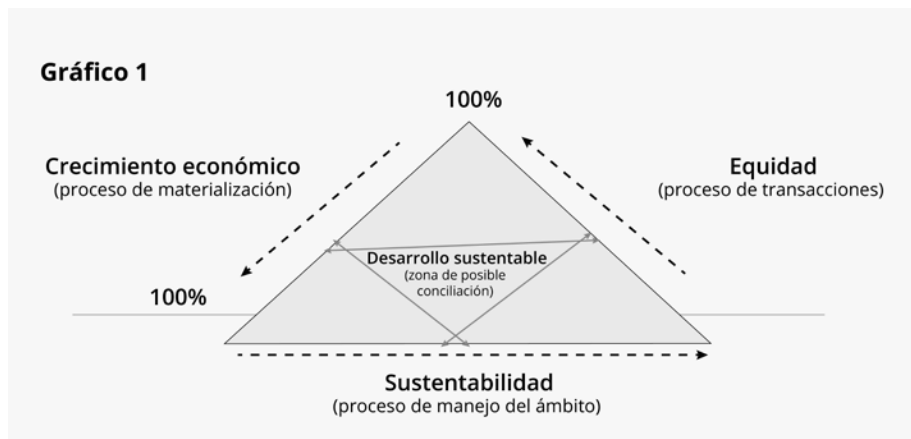 Gráfico 1
100%
Crecimiento económico
(proceso de materialización)
Equidad
(proceso de transacciones)
Desarrollo sustentable
(zona de posible
conciliación)
100%
Sustentabilidad
(proceso de manejo del ámbito)